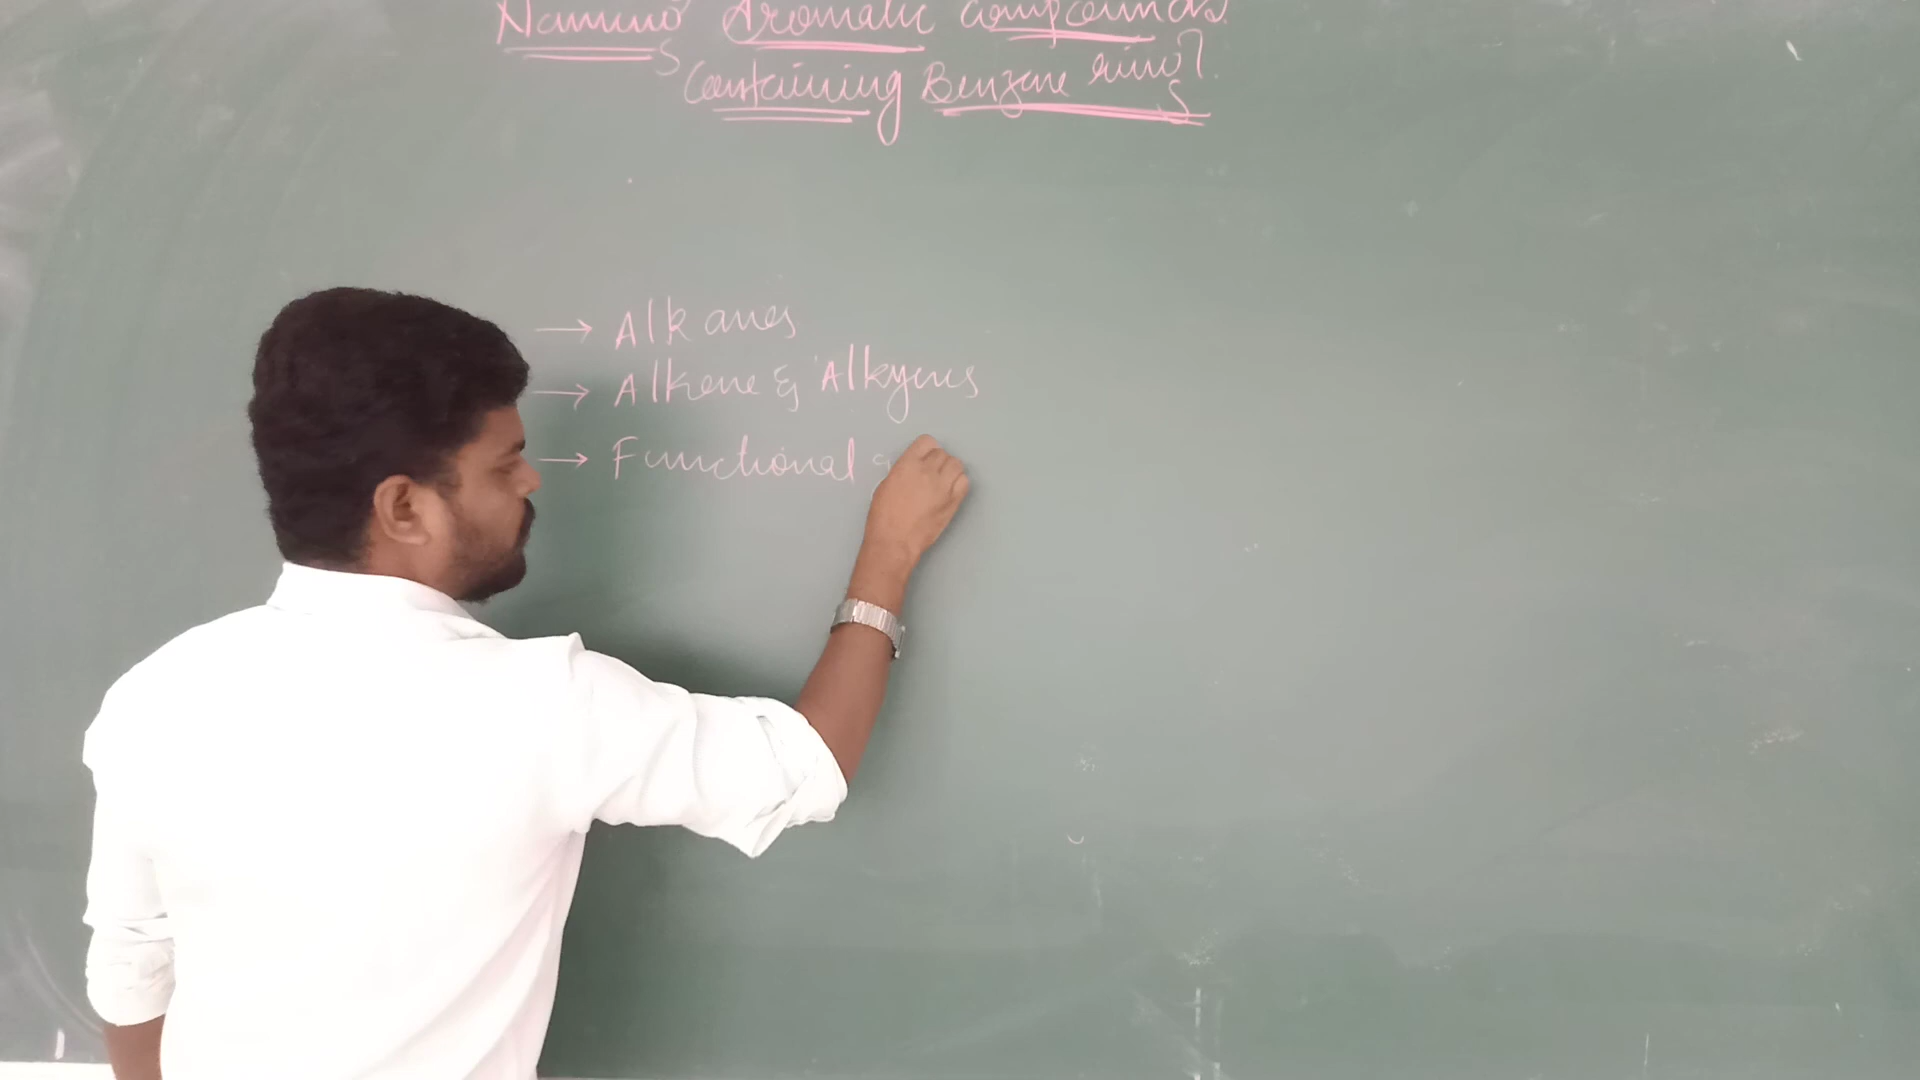 Naming Aromatic Compounds
Containing Benzene ring].
→ Alkanes
→ Alkene & Alkynes
→ Functional